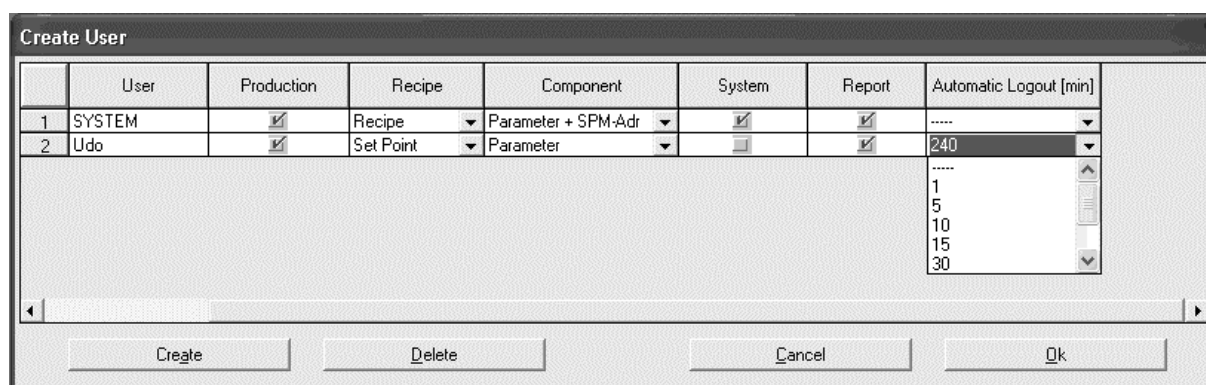 Create User
User Production Recipe Component System Report Automatic Logout [min]
1 SYSTEM Recipe Parameter + SPM-Adr -----
2 Udo Set Point Parameter 240
-----
1
5
10
15
30
Create Delete Cancel Ok